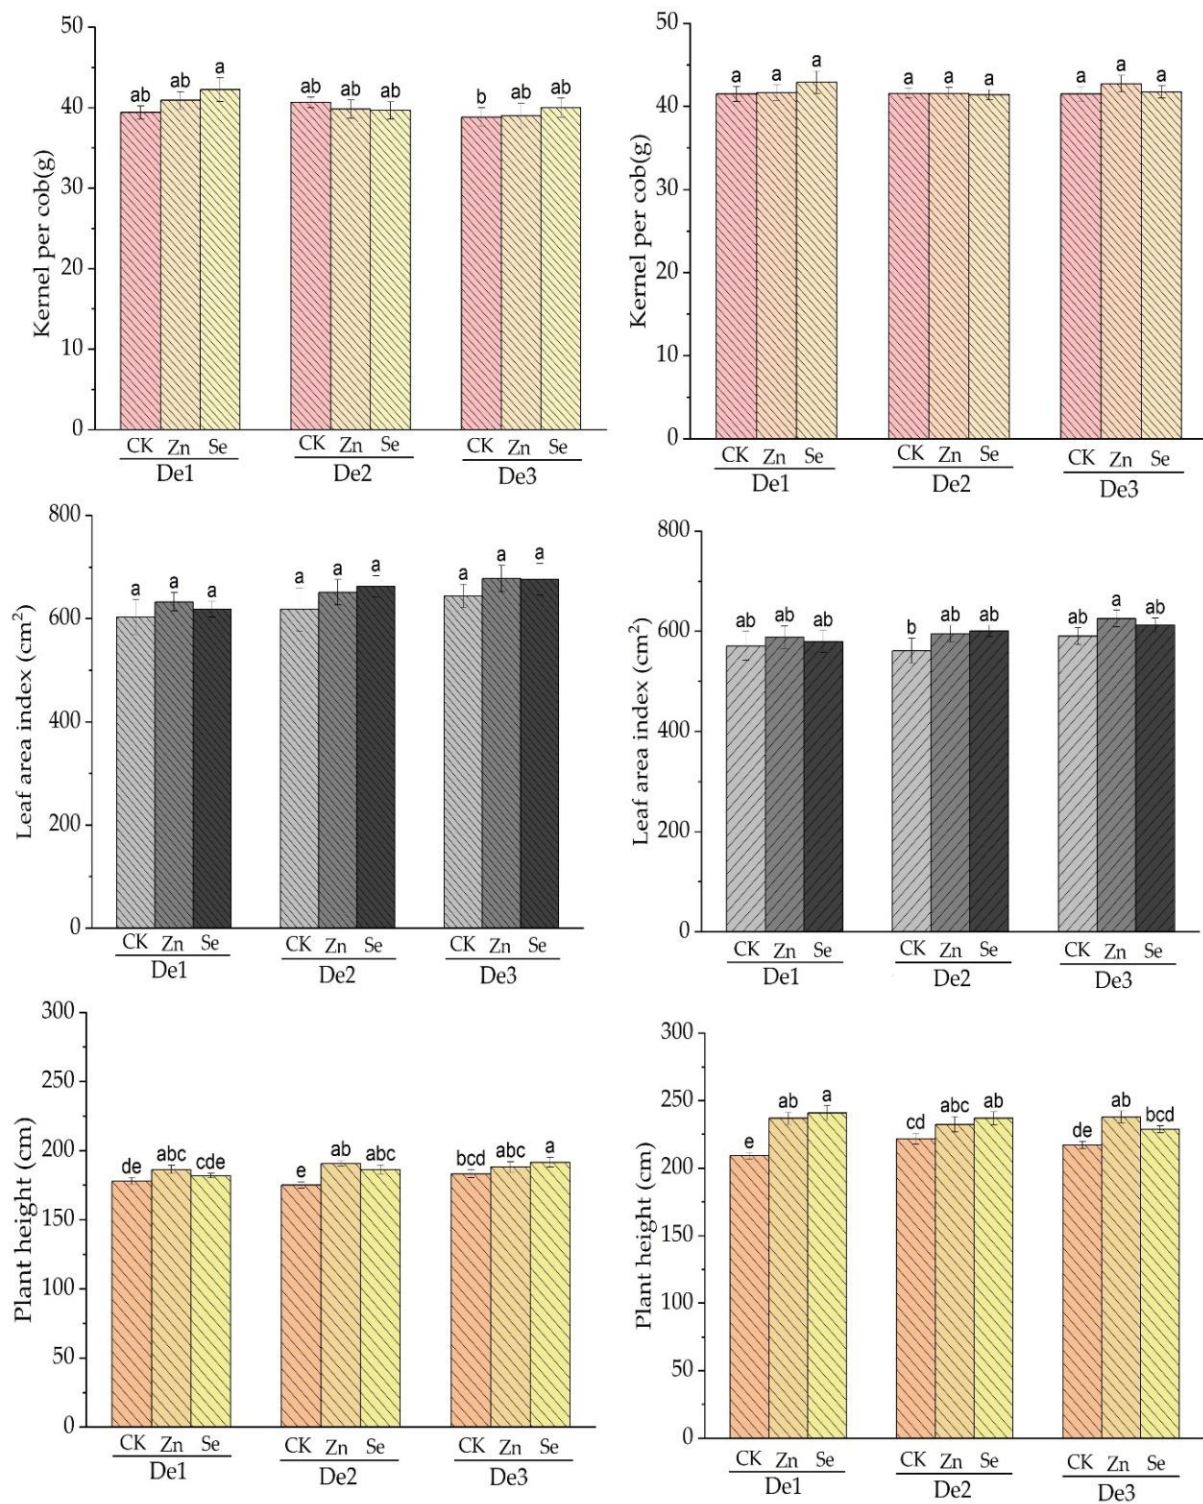 Kernel per cob(g)
50
40
30
20
10
0
ab ab a ab ab ab b ab ab
CK Zn Se CK Zn Se CK Zn Se
De1 De2 De3
Kernel per cob(g)
50
40
30
20
10
0
a a a a a a a a a
CK Zn Se CK Zn Se CK Zn Se
De1 De2 De3
Leaf area index (cm²)
800
600
400
200
0
a a a a a a a a a
CK Zn Se CK Zn Se CK Zn Se
De1 De2 De3
Leaf area index (cm²)
800
600
400
200
0
ab ab ab b ab ab ab a ab
CK Zn Se CK Zn Se CK Zn Se
De1 De2 De3
Plant height (cm)
300
250
200
150
100
50
0
de abc cde e ab abc bcd abc a
CK Zn Se CK Zn Se CK Zn Se
De1 De2 De3
Plant height (cm)
300
250
200
150
100
50
0
e ab a cd abc ab de ab bcd
CK Zn Se CK Zn Se CK Zn Se
De1 De2 De3